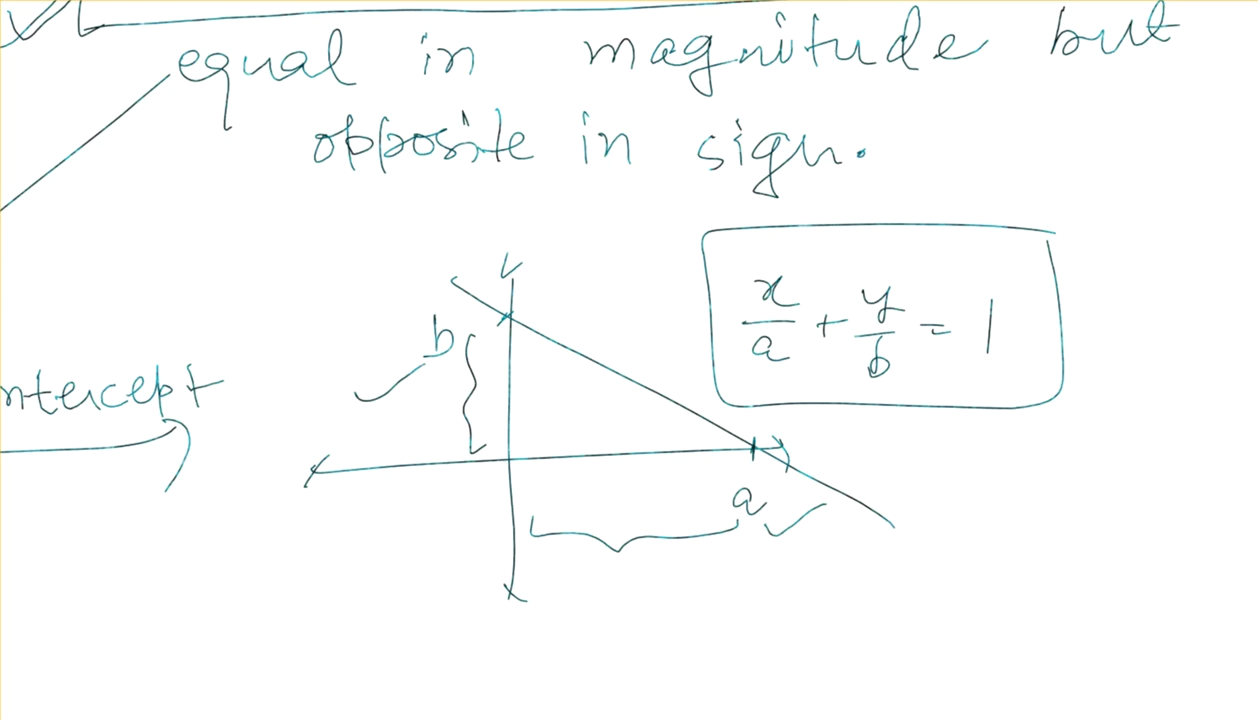 equal in magnitude but
opposite in sign.
x/a + y/b = 1
b
ntercept
a